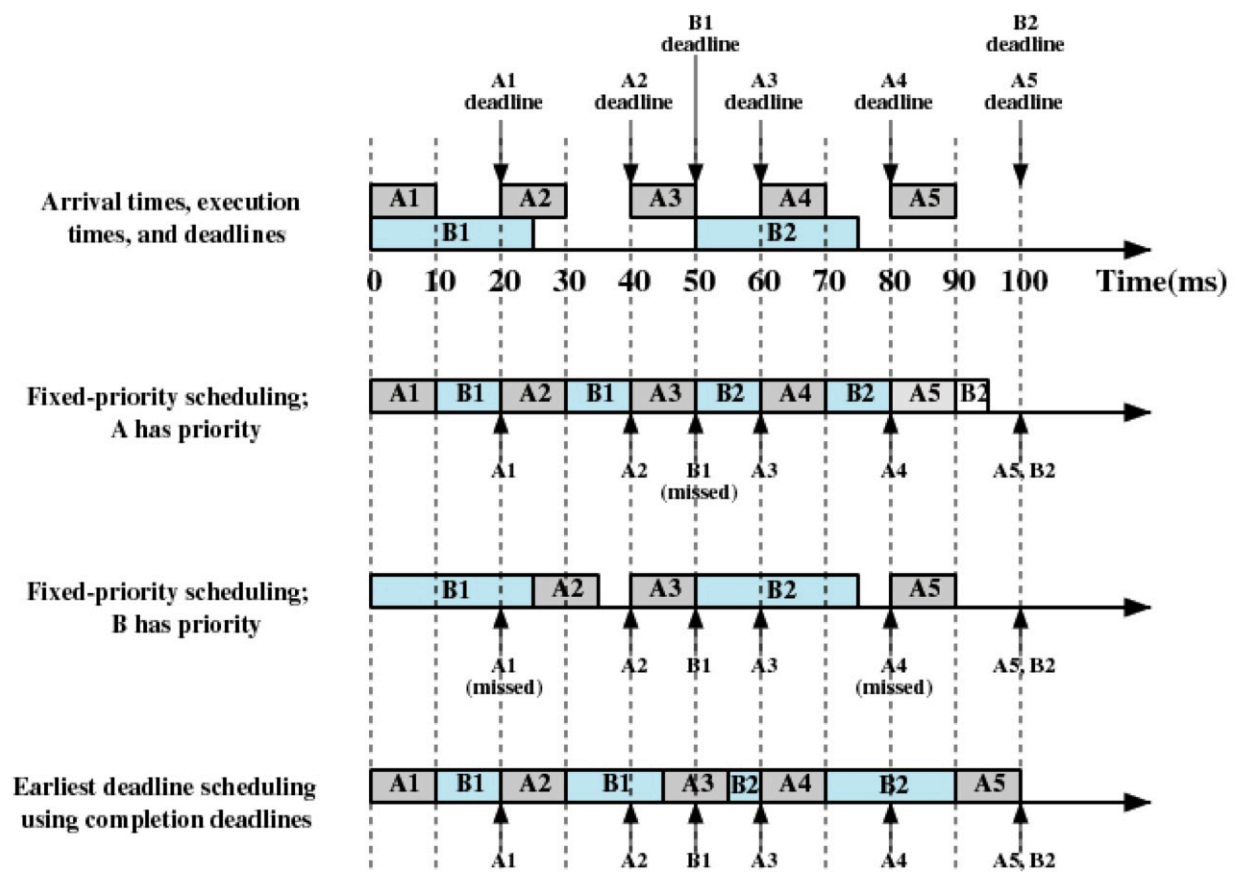 B1
deadline
B2
deadline
A1
deadline
A2
deadline
A3
deadline
A4
deadline
A5
deadline
Arrival times, execution
times, and deadlines
A1 A2 A3 A4 A5
B1 B2
0 10 20 30 40 50 60 70 80 90 100 Time(ms)
Fixed-priority scheduling;
A has priority
A1 B1 A2 B1 A3 B2 A4 B2 A5 B2
A1 A2 B1 A3 A4 A5, B2
(missed)
Fixed-priority scheduling;
B has priority
B1 A2 A3 B2 A5
A1 A2 B1 A3 A4 A5, B2
(missed) (missed)
Earliest deadline scheduling
using completion deadlines
A1 B1 A2 B1 A3 B2 A4 B2 A5
A1 A2 B1 A3 A4 A5, B2